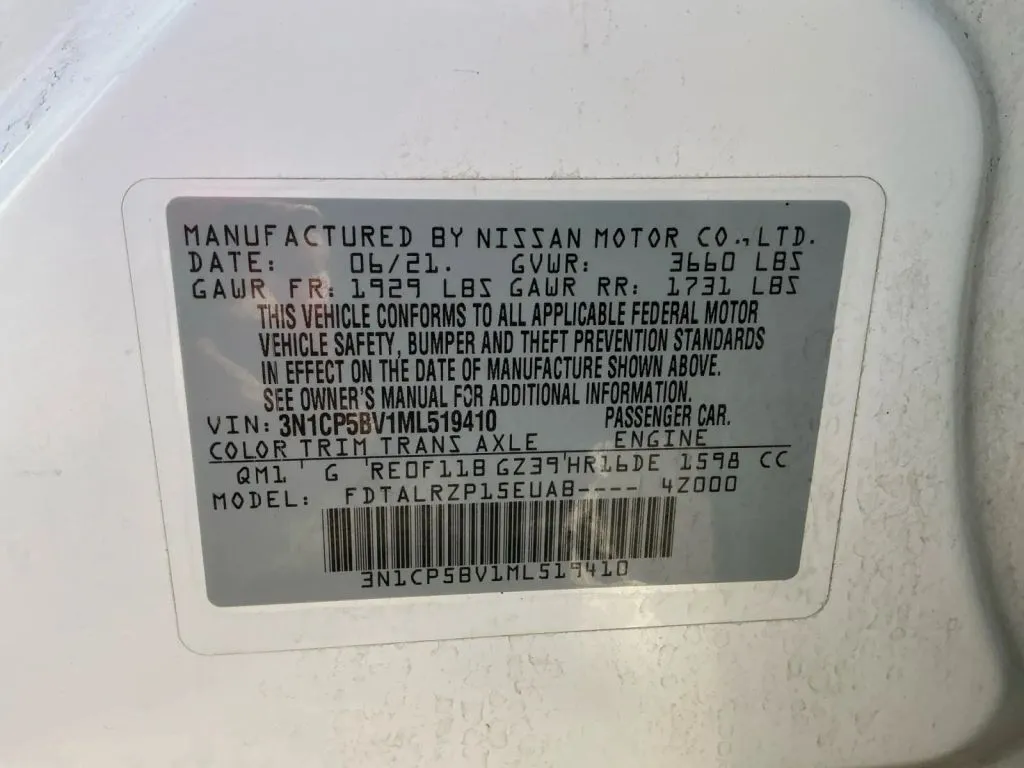 MANUFACTURED BY NISSAN MOTOR CO.,LTD.
DATE: 06/21. GVWR: 3660 LBS
GAWR FR: 1929 LBS GAWR RR: 1731 LBS
THIS VEHICLE CONFORMS TO ALL APPLICABLE FEDERAL MOTOR
VEHICLE SAFETY, BUMPER AND THEFT PREVENTION STANDARDS
IN EFFECT ON THE DATE OF MANUFACTURE SHOWN ABOVE.
SEE OWNER'S MANUAL FOR ADDITIONAL INFORMATION.
VIN: 3N1CP5BV1ML519410 PASSENGER CAR.
COLOR TRIM TRANS AXLE ENGINE
QM1 ' G 'RE0F11B GZ39'HR16DE 1598 CC
MODEL: FDTALRZP15EUAB---- 4Z000
3N1CP5BV1ML519410